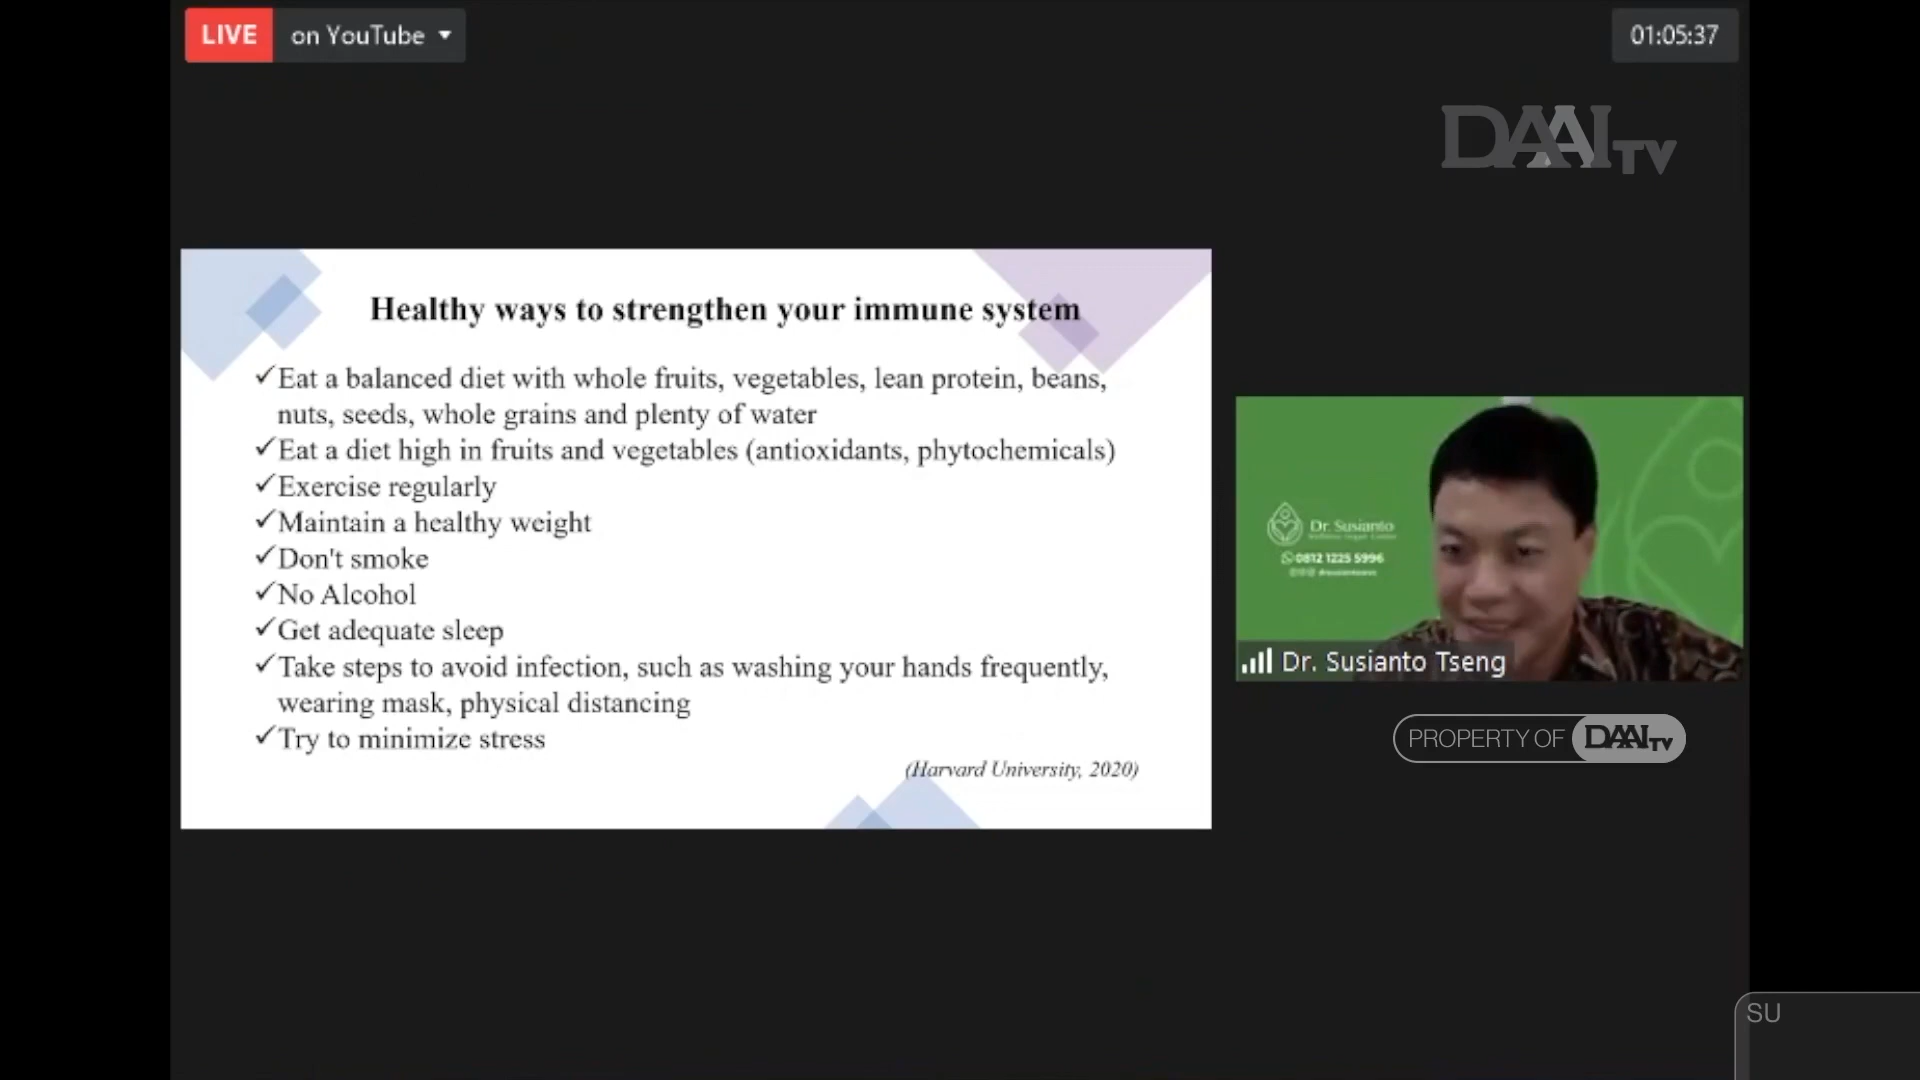 LIVE on YouTube
01:05:37
DAAI TV
Healthy ways to strengthen your immune system
✓Eat a balanced diet with whole fruits, vegetables, lean protein, beans,
nuts, seeds, whole grains and plenty of water
✓Eat a diet high in fruits and vegetables (antioxidants, phytochemicals)
✓Exercise regularly
✓Maintain a healthy weight
✓Don't smoke
✓No Alcohol
✓Get adequate sleep
✓Take steps to avoid infection, such as washing your hands frequently,
wearing mask, physical distancing
✓Try to minimize stress
(Harvard University, 2020)
Dr. Susianto
0812 1225 5996
Dr. Susianto Tseng
PROPERTY OF DAAI TV
SU